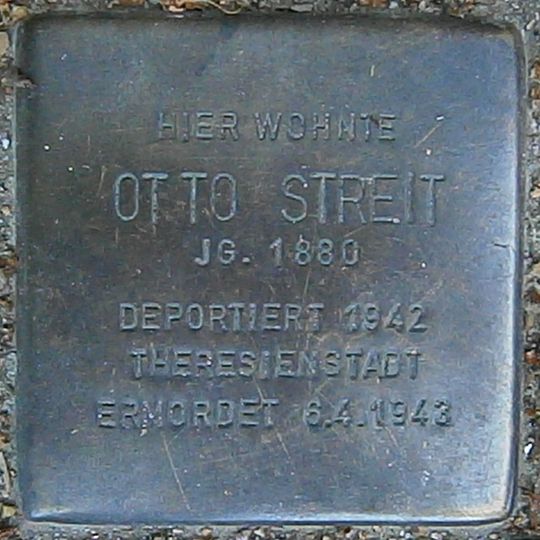 HIER WOHNTE
OTTO STREIT
JG. 1880
DEPORTIERT 1942
THERESIENSTADT
ERMORDET 6.4.1943